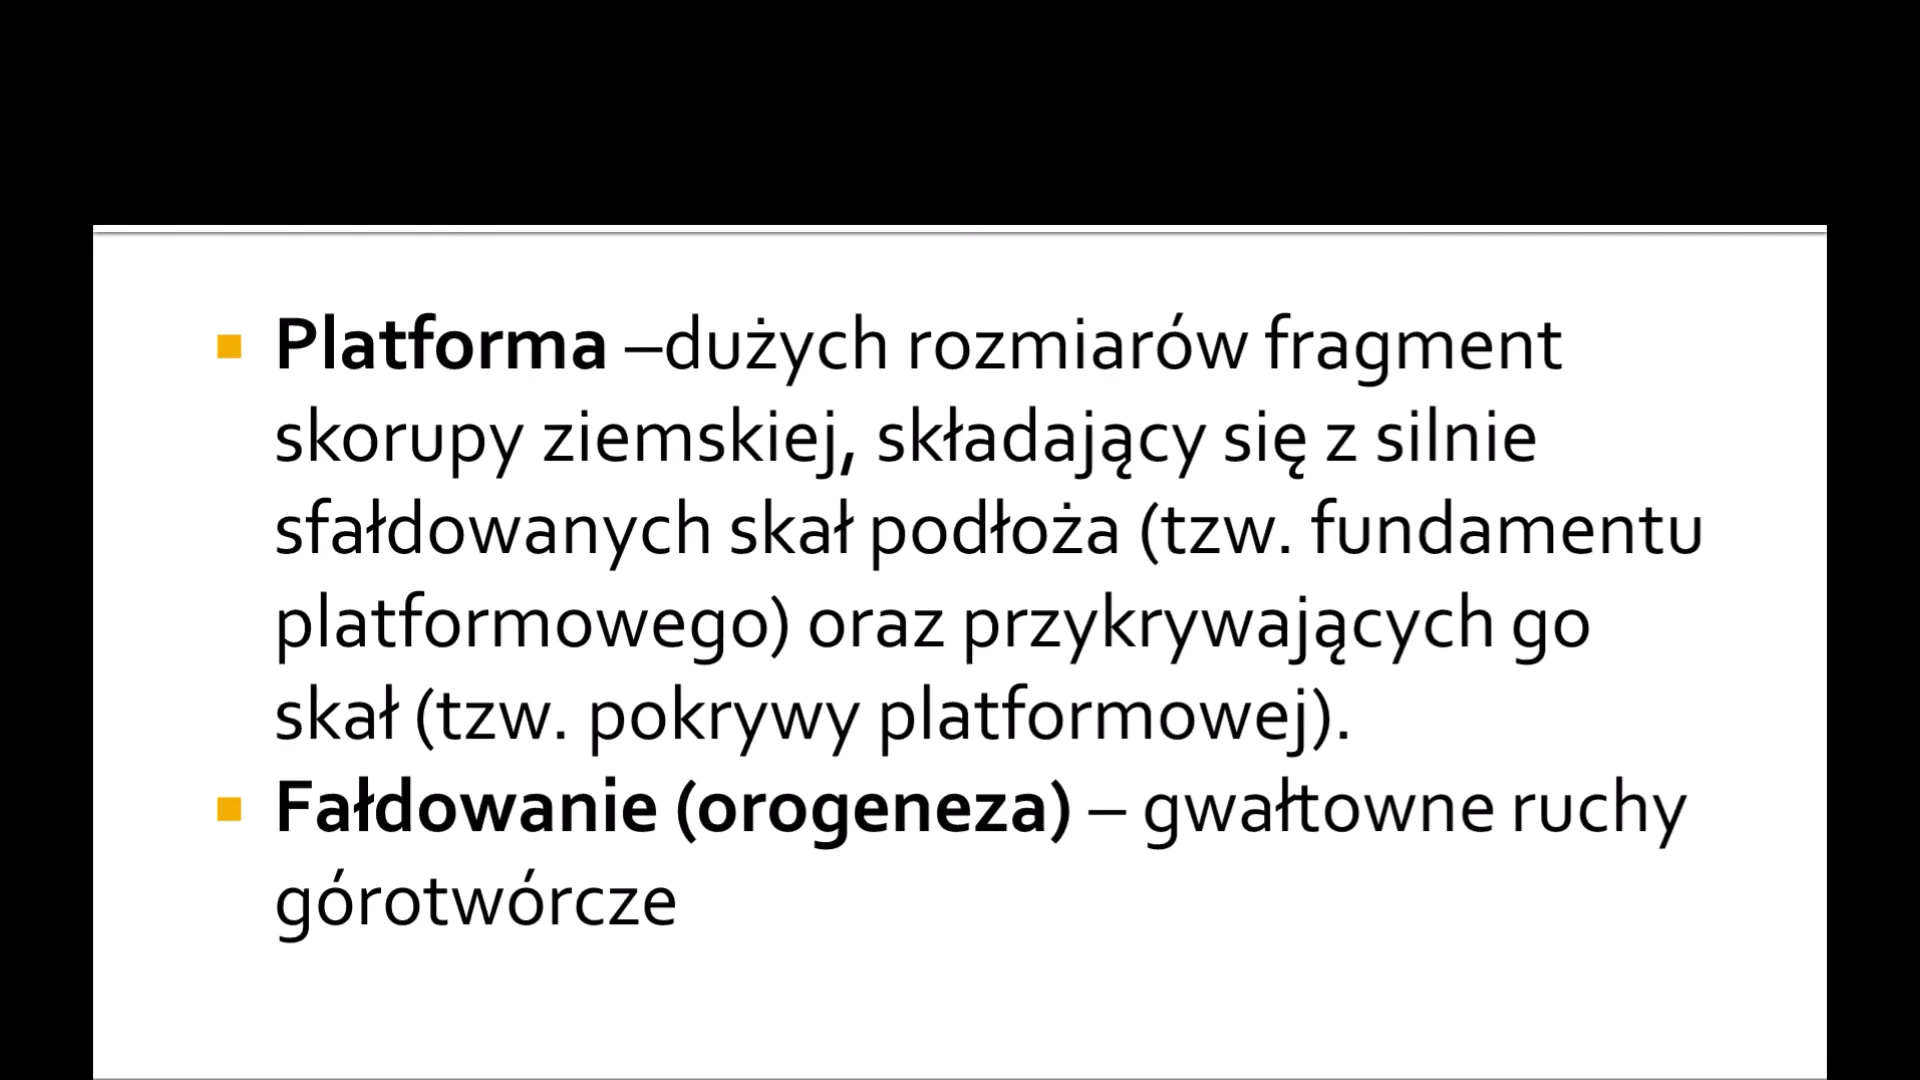 Platforma –dużych rozmiarów fragment
skorupy ziemskiej, składający się z silnie
sfałdowanych skał podłoża (tzw. fundamentu
platformowego) oraz przykrywających go
skał (tzw. pokrywy platformowej).
Fałdowanie (orogeneza) – gwałtowne ruchy
górotwórcze